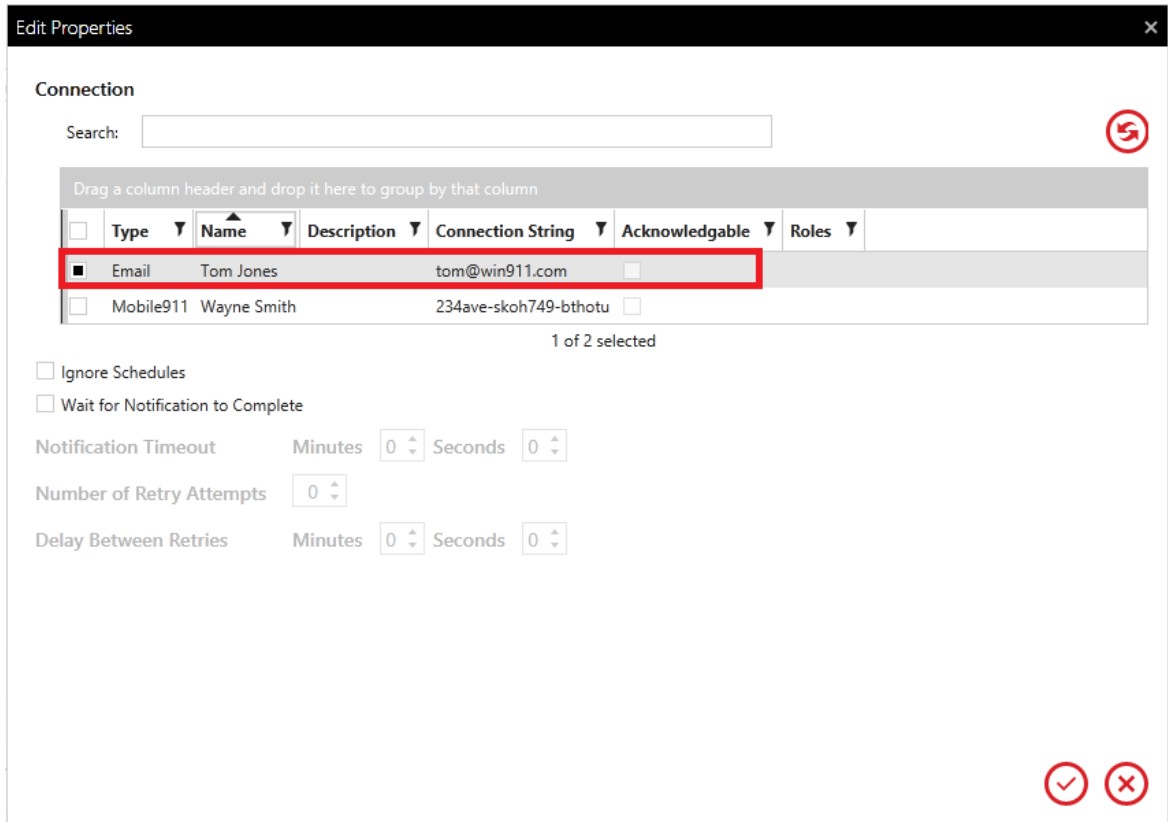 Edit Properties
Connection
Search:
Drag a column header and drop it here to group by that column
Type Name Description Connection String Acknowledgable Roles
Email Tom Jones tom@win911.com
Mobile911 Wayne Smith 234ave-skoh749-bthotu
1 of 2 selected
Ignore Schedules
Wait for Notification to Complete
Notification Timeout Minutes 0 Seconds 0
Number of Retry Attempts 0
Delay Between Retries Minutes 0 Seconds 0